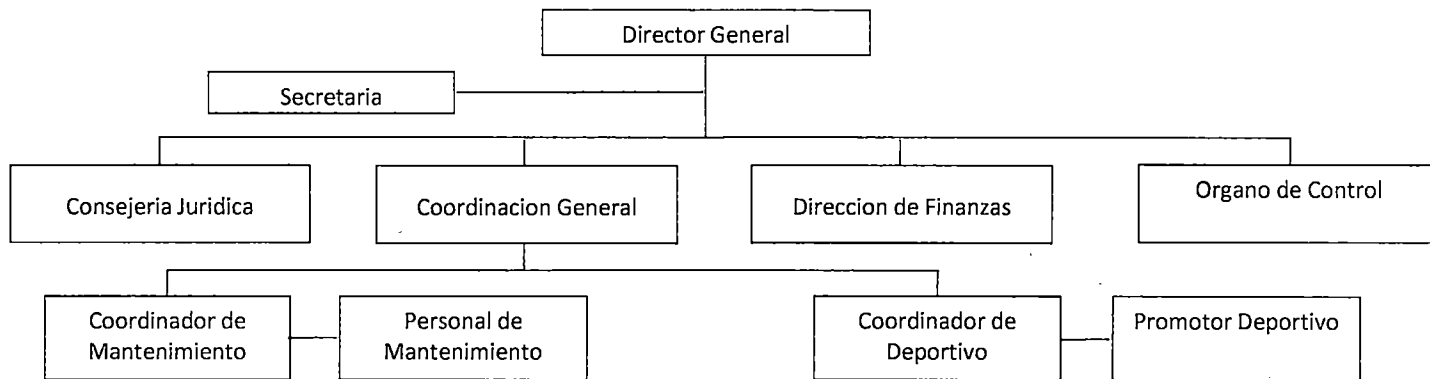 Director General
Secretaria
Consejeria Juridica
Coordinacion General
Direccion de Finanzas
Organo de Control
Coordinador de
Mantenimiento
Personal de
Mantenimiento
Coordinador de
Deportivo
Promotor Deportivo